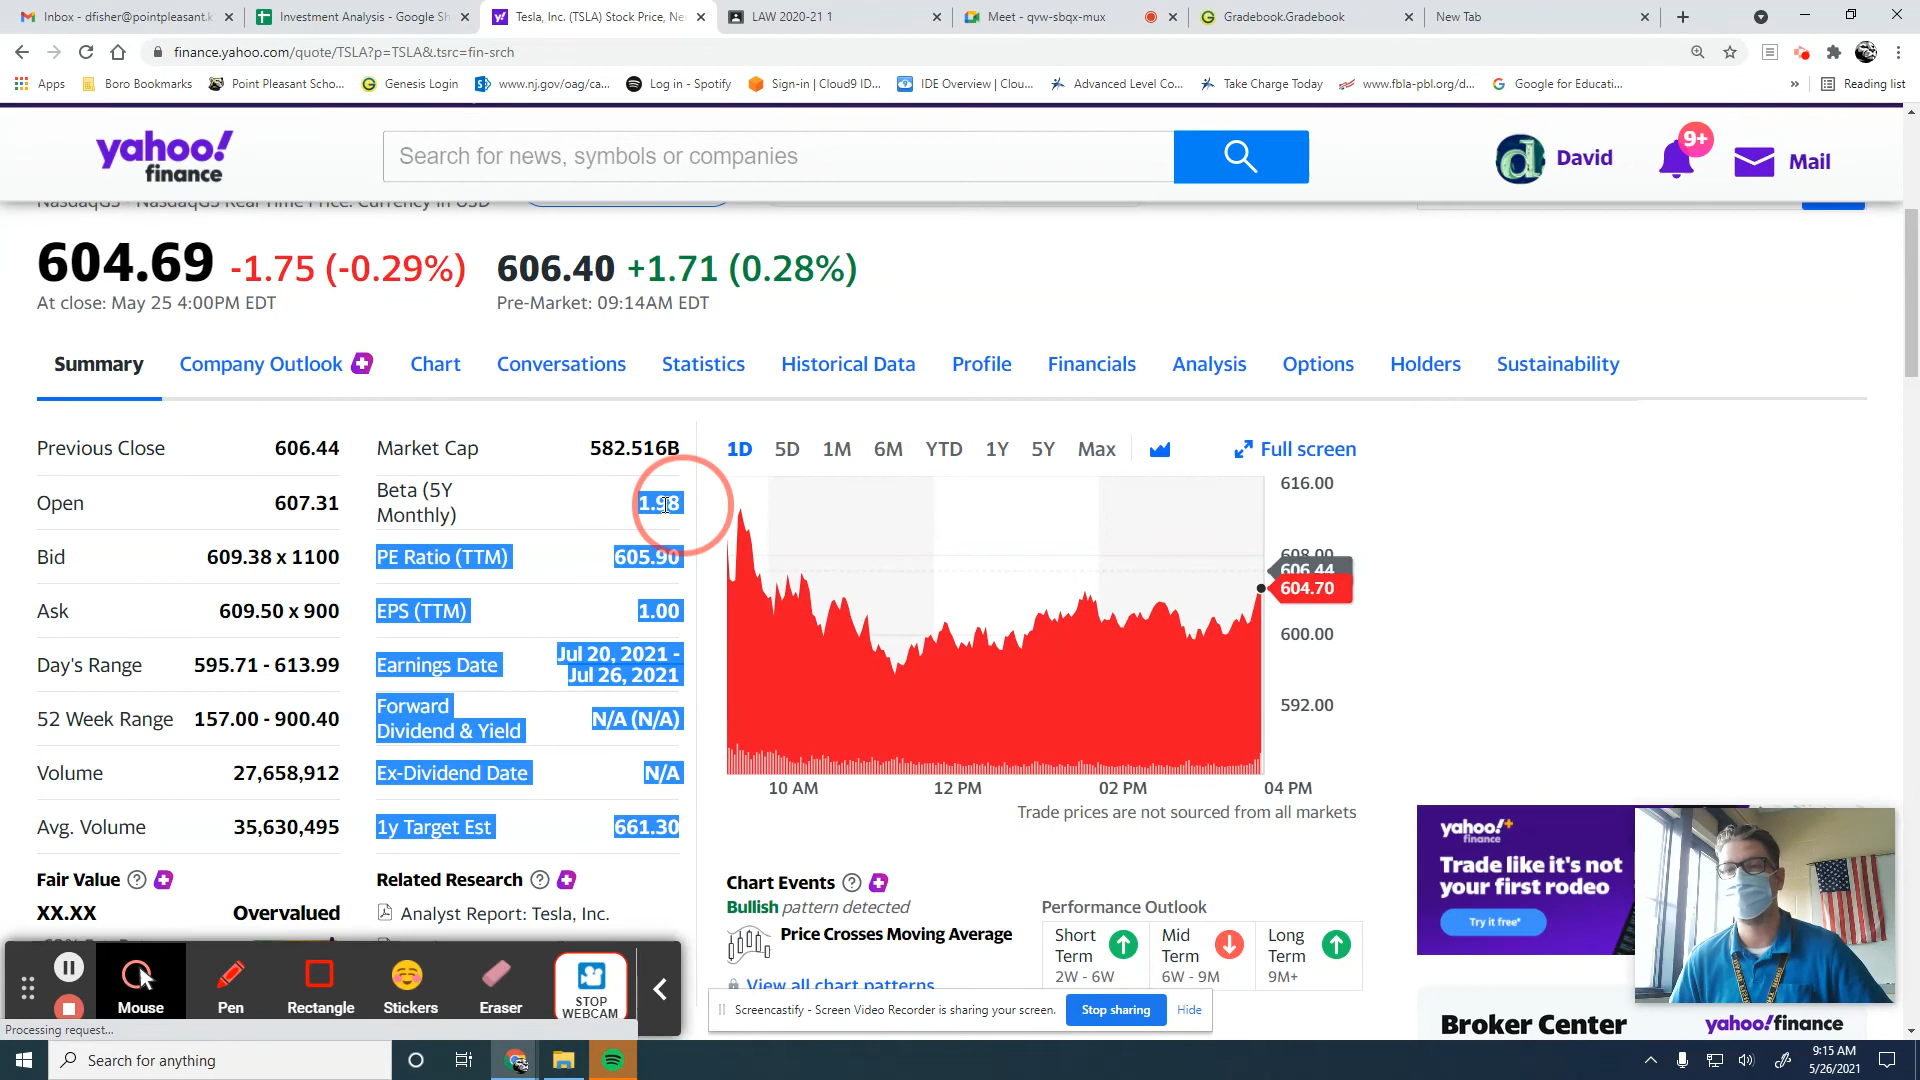 Inbox - dfisher@pointpleasant.k
Investment Analysis - Google Sh
Tesla, Inc. (TSLA) Stock Price, Ne
LAW 2020-21 1
Meet - qvw-sbqx-mux
Gradebook.Gradebook
New Tab
finance.yahoo.com/quote/TSLA?p=TSLA&.tsrc=fin-srch
Apps
Boro Bookmarks
Point Pleasant Scho...
Genesis Login
www.nj.gov/oag/ca...
Log in - Spotify
Sign-in | Cloud9 ID...
IDE Overview | Clou...
Advanced Level Co...
Take Charge Today
www.fbla-pbl.org/d...
Google for Educati...
»
Reading list
yahoo!
finance
Search for news, symbols or companies
d
David
9+
Mail
NasdaqGS - NasdaqGS Real Time Price. Currency in USD
604.69 -1.75 (-0.29%)
At close: May 25 4:00PM EDT
606.40 +1.71 (0.28%)
Pre-Market: 09:14AM EDT
Summary
Company Outlook
Chart
Conversations
Statistics
Historical Data
Profile
Financials
Analysis
Options
Holders
Sustainability
Previous Close 606.44
Open 607.31
Bid 609.38 x 1100
Ask 609.50 x 900
Day's Range 595.71 - 613.99
52 Week Range 157.00 - 900.40
Volume 27,658,912
Avg. Volume 35,630,495
Market Cap 582.516B
Beta (5Y
Monthly) 1.98
PE Ratio (TTM) 605.90
EPS (TTM) 1.00
Earnings Date Jul 20, 2021 -
Jul 26, 2021
Forward
Dividend & Yield N/A (N/A)
Ex-Dividend Date N/A
1y Target Est 661.30
Fair Value
XX.XX Overvalued
Related Research
Analyst Report: Tesla, Inc.
1D 5D 1M 6M YTD 1Y 5Y Max
Full screen
616.00
608.00
606.44
604.70
600.00
592.00
10 AM 12 PM 02 PM 04 PM
Trade prices are not sourced from all markets
Chart Events
Bullish pattern detected
Price Crosses Moving Average
View all chart patterns
Performance Outlook
Short
Term
2W - 6W
Mid
Term
6W - 9M
Long
Term
9M+
yahoo!+
finance
Trade like it's not
your first rodeo
Try it free*
Broker Center
yahoo!finance
Mouse
Pen
Rectangle
Stickers
Eraser
STOP
WEBCAM
Screencastify - Screen Video Recorder is sharing your screen.
Stop sharing
Hide
Processing request...
Search for anything
9:15 AM
5/26/2021